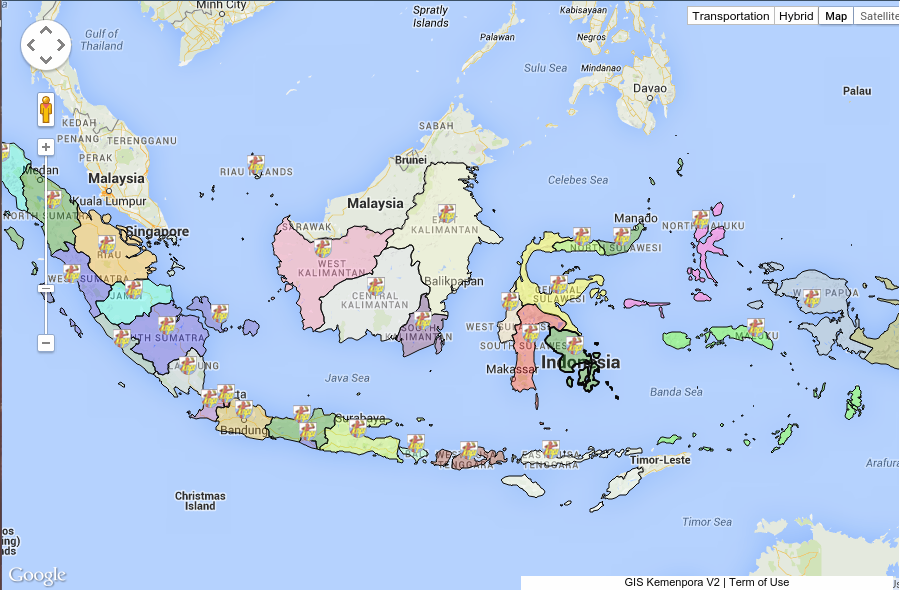 Minh City
Gulf of
Thailand
Spratly
Islands
Kabisayaan
Palawan
Negros
Transportation
Hybrid
Map
Satellite
Sulu Sea
Mindanao
Davao
Palau
KEDAH
PENANG
TERENGGANU
PERAK
SABAH
Brunei
RIAU ISLANDS
Medan
Malaysia
Kuala Lumpur
Celebes Sea
Malaysia
NORTH SUMATRA
Singapore
SARAWAK
EAST
KALIMANTAN
Manado
NORTH MALUKU
NORTH SULAWESI
RIAU
WEST
KALIMANTAN
WEST SUMATRA
JAMBI
CENTRAL
KALIMANTAN
Balikpapan
CENTRAL
SULAWESI
WEST PAPUA
SOUTH SUMATRA
SOUTH
KALIMANTAN
WEST SULAWESI
MALUKU
SOUTH SULAWESI
Indonesia
LAMPUNG
Makassar
Java Sea
Banda Sea
Bandung
Surabaya
BALI
WEST NUSA
TENGGARA
EAST NUSA
TENGGARA
Timor-Leste
Arafura
Christmas
Island
Timor Sea
Google
GIS Kemenpora V2 | Term of Use